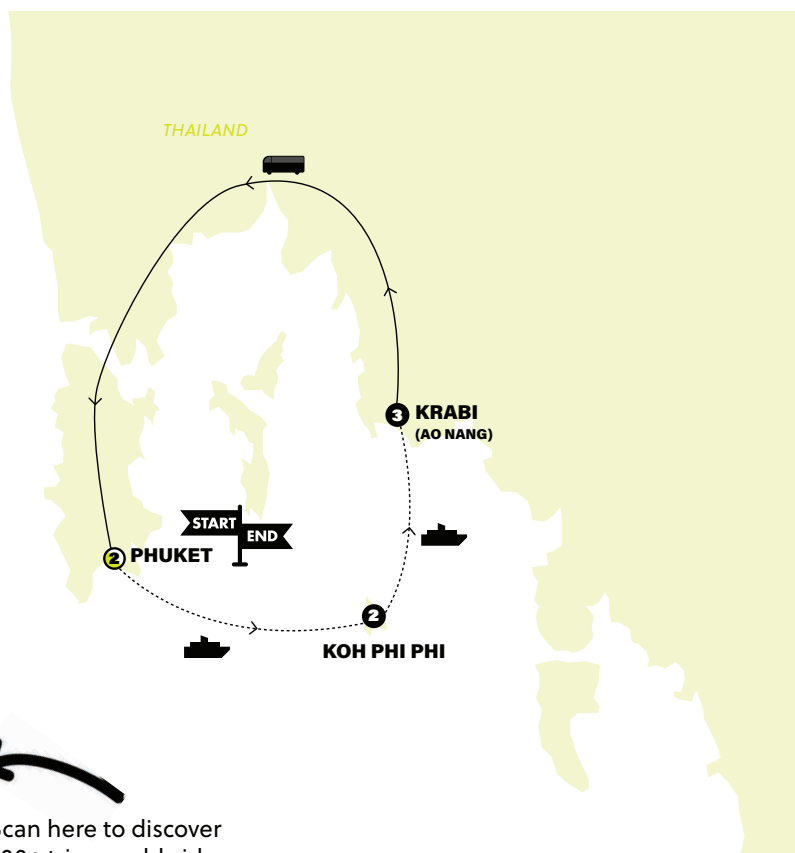 THAILAND
3 KRABI
(AO NANG)
START
END
2 PHUKET
2
KOH PHI PHI
can here to discover